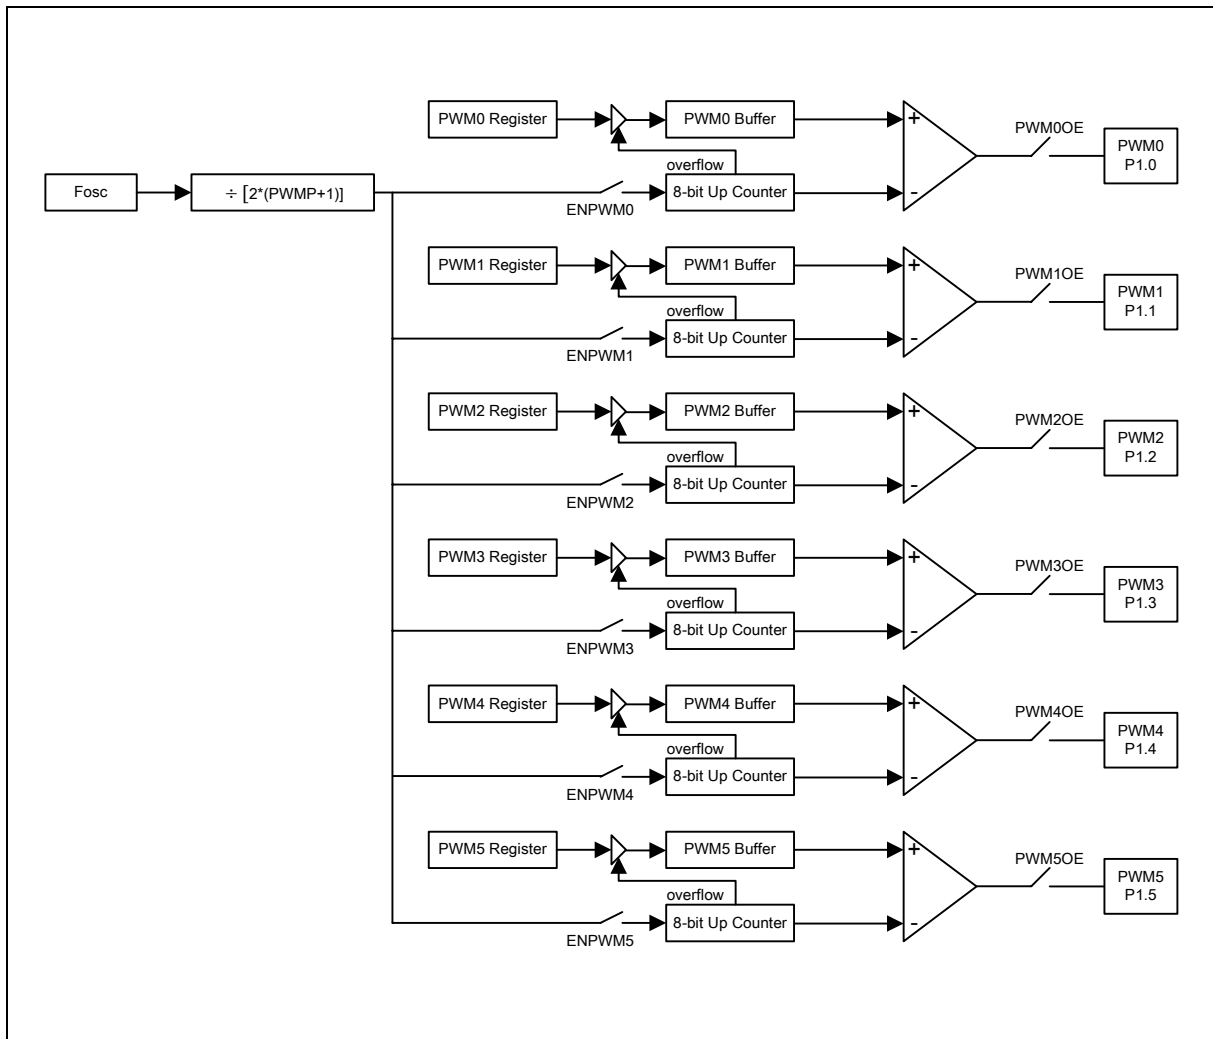 PWM0 Register
PWM0 Buffer
+
PWM0OE
PWM0
P1.0
overflow
Fosc
÷ [2*(PWMP+1)]
8-bit Up Counter
-
ENPWM0
PWM1 Register
PWM1 Buffer
+
PWM1OE
PWM1
P1.1
overflow
8-bit Up Counter
-
ENPWM1
PWM2 Register
PWM2 Buffer
+
PWM2OE
PWM2
P1.2
overflow
8-bit Up Counter
-
ENPWM2
PWM3 Register
PWM3 Buffer
+
PWM3OE
PWM3
P1.3
overflow
8-bit Up Counter
-
ENPWM3
PWM4 Register
PWM4 Buffer
+
PWM4OE
PWM4
P1.4
overflow
8-bit Up Counter
-
ENPWM4
PWM5 Register
PWM5 Buffer
+
PWM5OE
PWM5
P1.5
overflow
8-bit Up Counter
-
ENPWM5